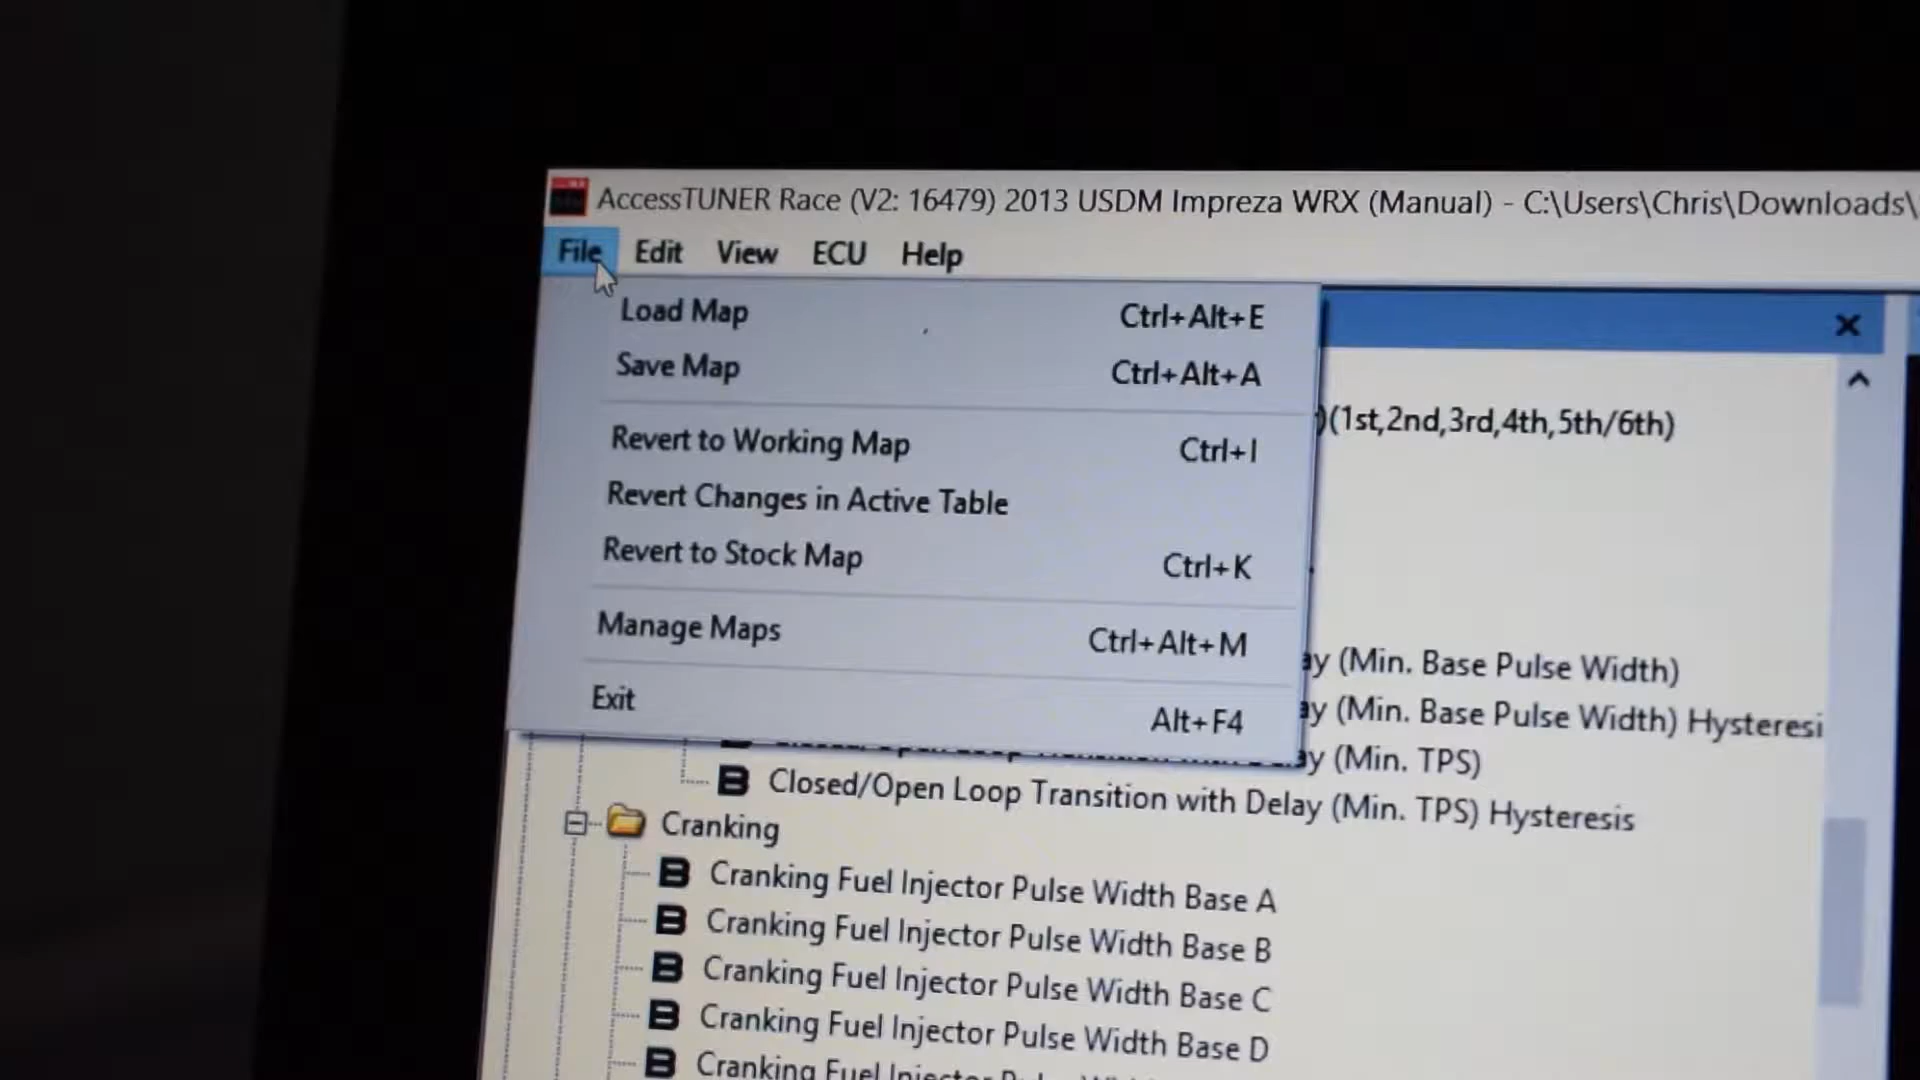 AccessTUNER Race (V2: 16479) 2013 USDM Impreza WRX (Manual) - C:\Users\Chris\Downloads\
File Edit View ECU Help
Load Map Ctrl+Alt+E
Save Map Ctrl+Alt+A
)(1st,2nd,3rd,4th,5th/6th)
Revert to Working Map Ctrl+I
Revert Changes in Active Table
Revert to Stock Map Ctrl+K
Manage Maps Ctrl+Alt+M
ay (Min. Base Pulse Width)
Exit Alt+F4
ay (Min. Base Pulse Width) Hysteresi
ay (Min. TPS)
Closed/Open Loop Transition with Delay (Min. TPS) Hysteresis
Cranking
Cranking Fuel Injector Pulse Width Base A
Cranking Fuel Injector Pulse Width Base B
Cranking Fuel Injector Pulse Width Base C
Cranking Fuel Injector Pulse Width Base D
Cranking Fuel Injector